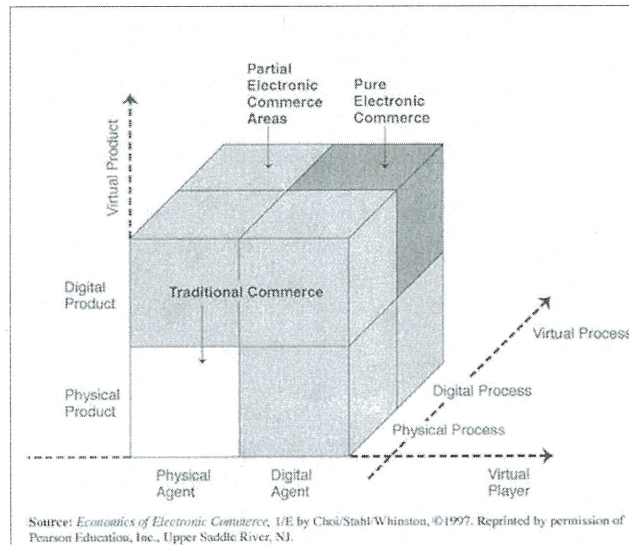 Partial
Electronic
Commerce
Areas
Pure
Electronic
Commerce
Virtual Product
Digital
Product
Traditional Commerce
Physical
Product
Virtual Process
Digital Process
Physical Process
Physical
Agent
Digital
Agent
Virtual
Player
Source: Economics of Electronic Commerce, 1/E by Choi/Stahl/Whinston, ©1997. Reprinted by permission of
Pearson Education, Inc., Upper Saddle River, NJ.